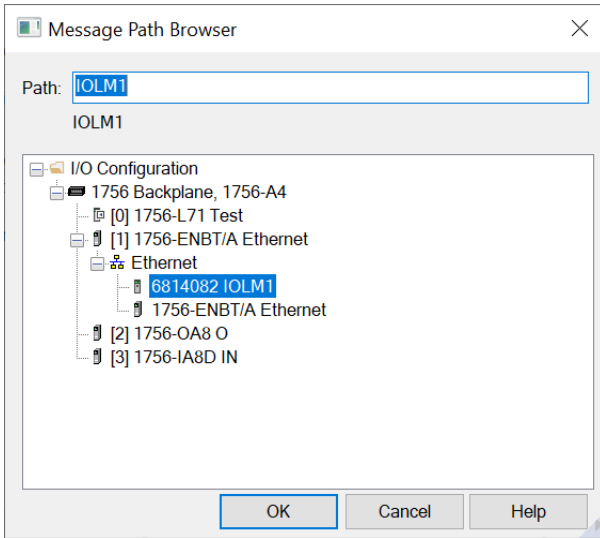 Message Path Browser
Path: IOLM1
IOLM1
I/O Configuration
1756 Backplane, 1756-A4
[0] 1756-L71 Test
[1] 1756-ENBT/A Ethernet
Ethernet
6814082 IOLM1
1756-ENBT/A Ethernet
[2] 1756-OA8 O
[3] 1756-IA8D IN
OK Cancel Help